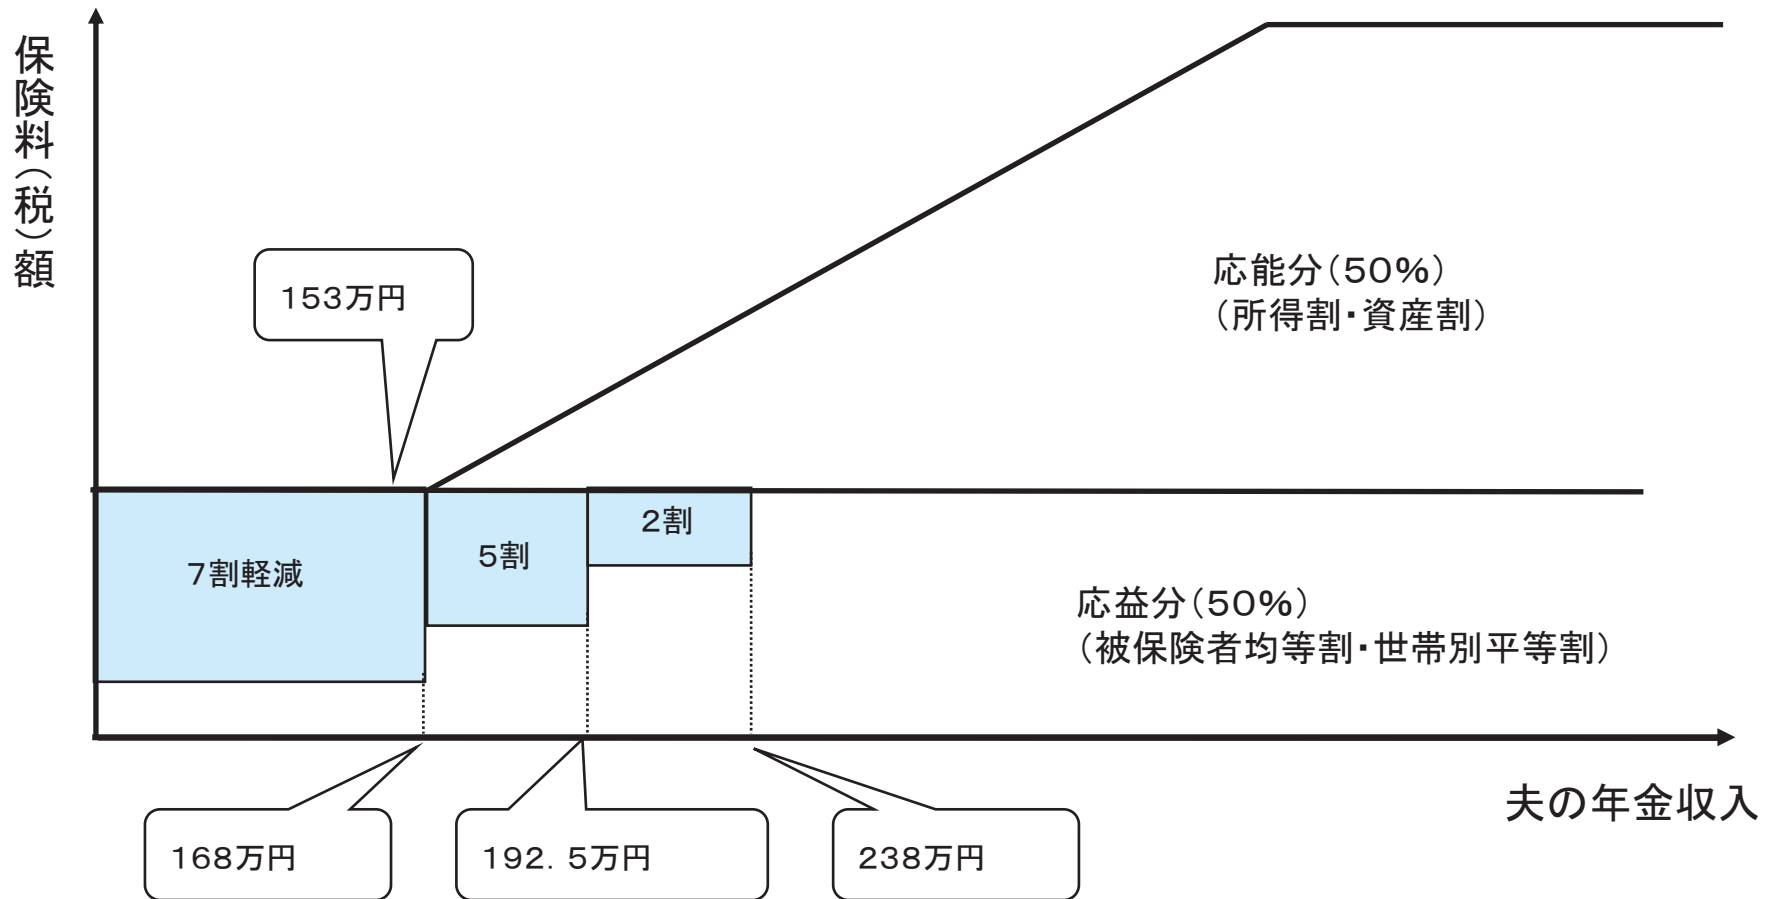 保険料(税)額
153万円
応能分(50%)
(所得割・資産割)
7割軽減
5割
2割
応益分(50%)
(被保険者均等割・世帯別平等割)
夫の年金収入
168万円
192.5万円
238万円